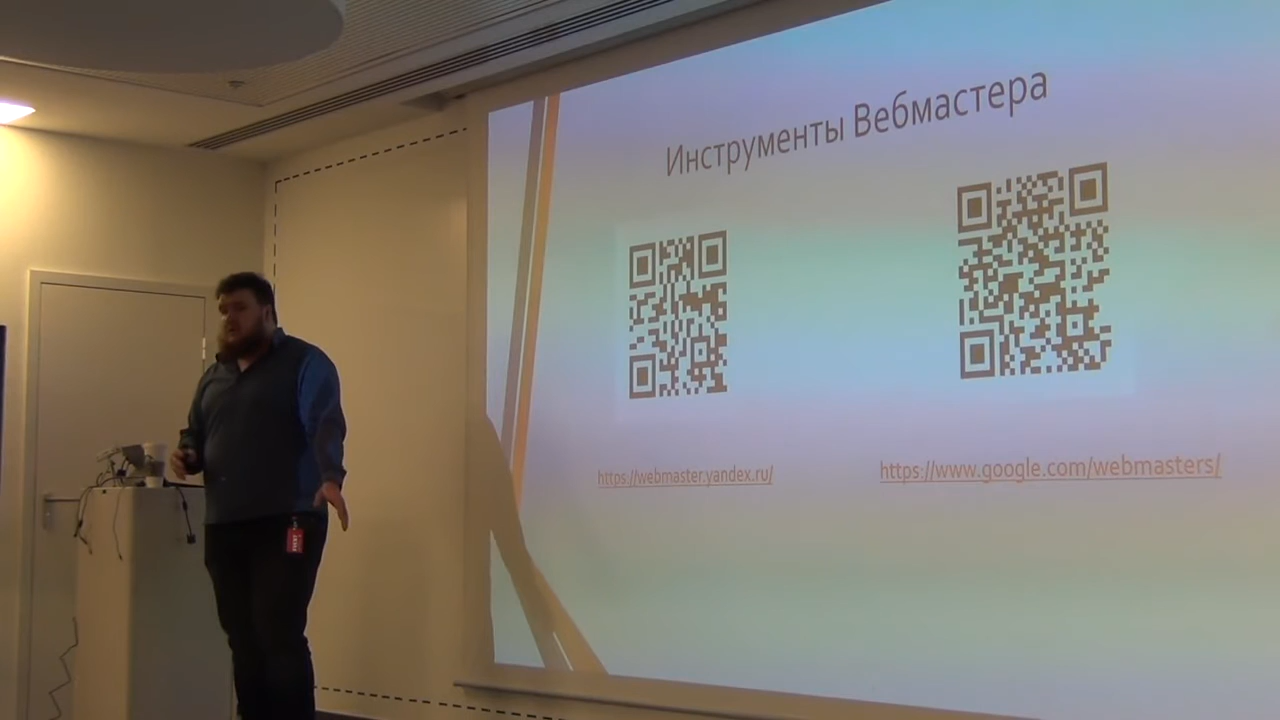 Инструменты Вебмастера
https://webmaster.yandex.ru/
https://www.google.com/webmasters/